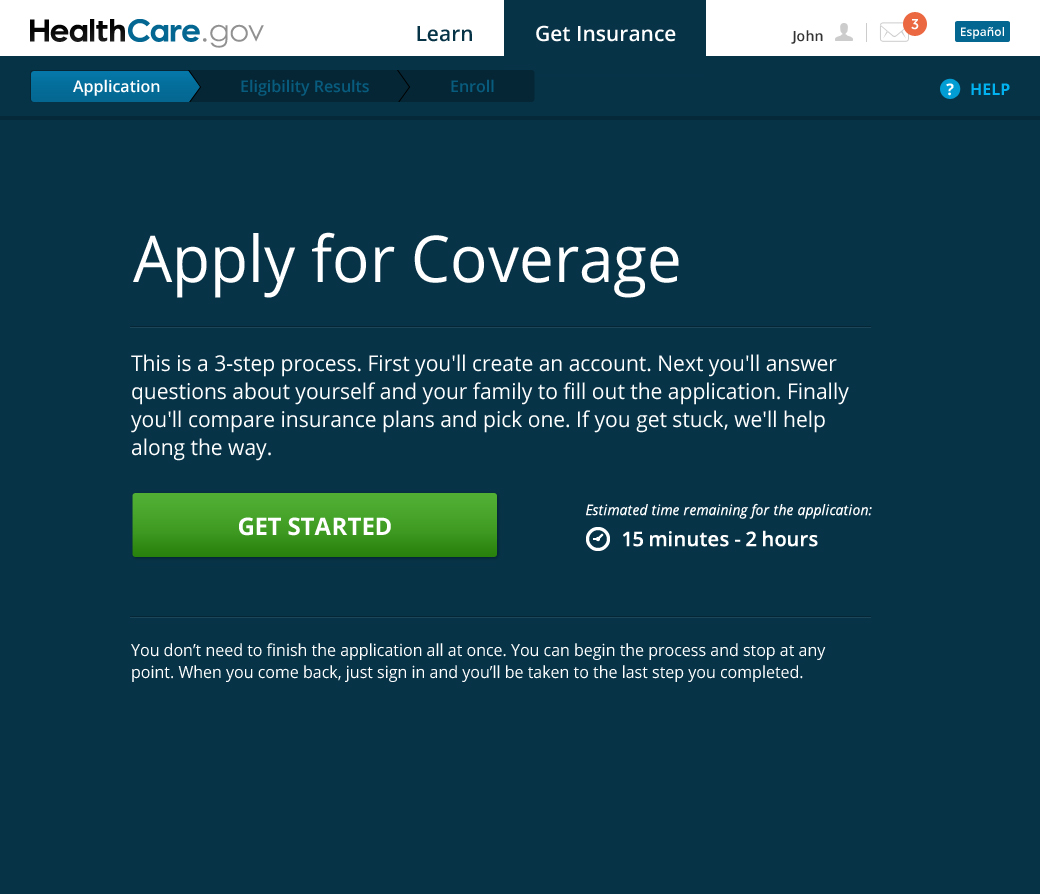 HealthCare.gov
Learn
Get Insurance
John
3
Español
Application
Eligibility Results
Enroll
? HELP
Apply for Coverage
This is a 3-step process. First you'll create an account. Next you'll answer
questions about yourself and your family to fill out the application. Finally
you'll compare insurance plans and pick one. If you get stuck, we'll help
along the way.
GET STARTED
Estimated time remaining for the application:
15 minutes - 2 hours
You don’t need to finish the application all at once. You can begin the process and stop at any
point. When you come back, just sign in and you’ll be taken to the last step you completed.